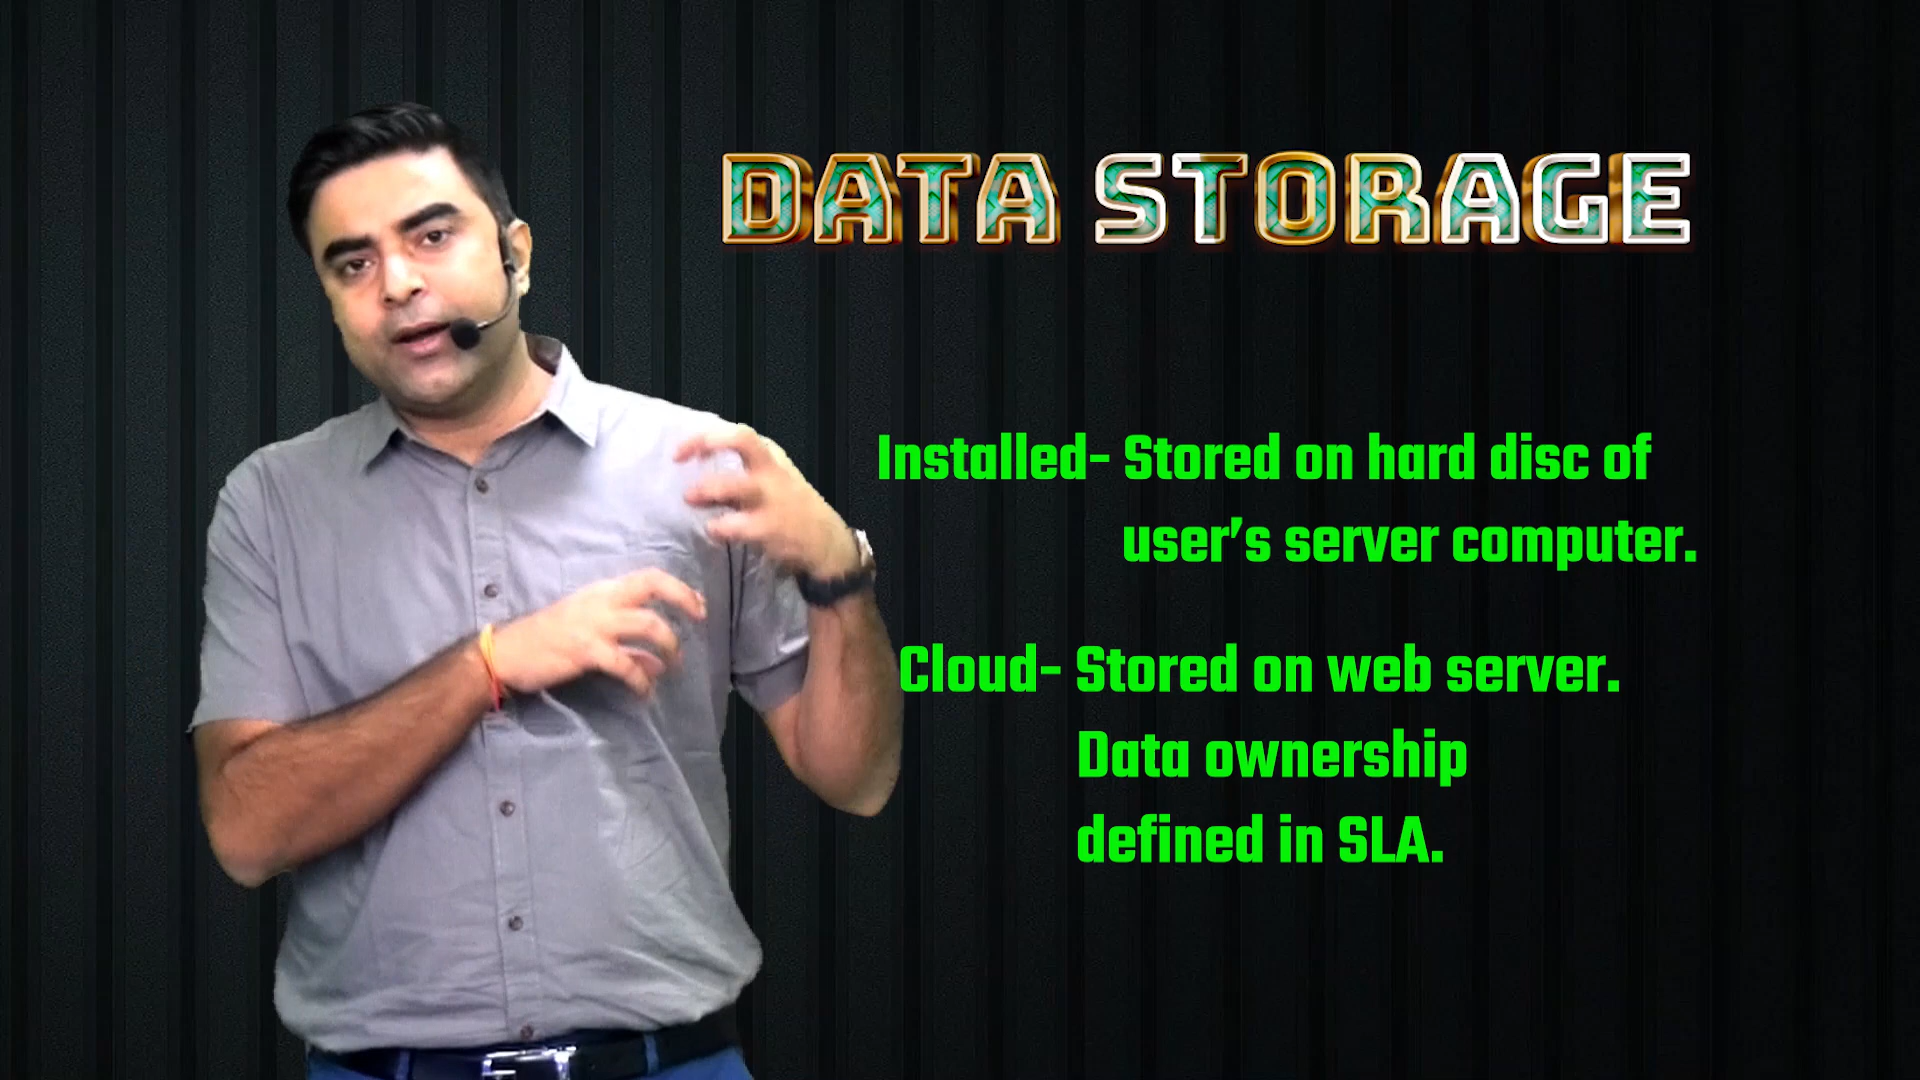 DATA STORAGE
Installed- Stored on hard disc of
user’s server computer.
Cloud- Stored on web server.
Data ownership
defined in SLA.